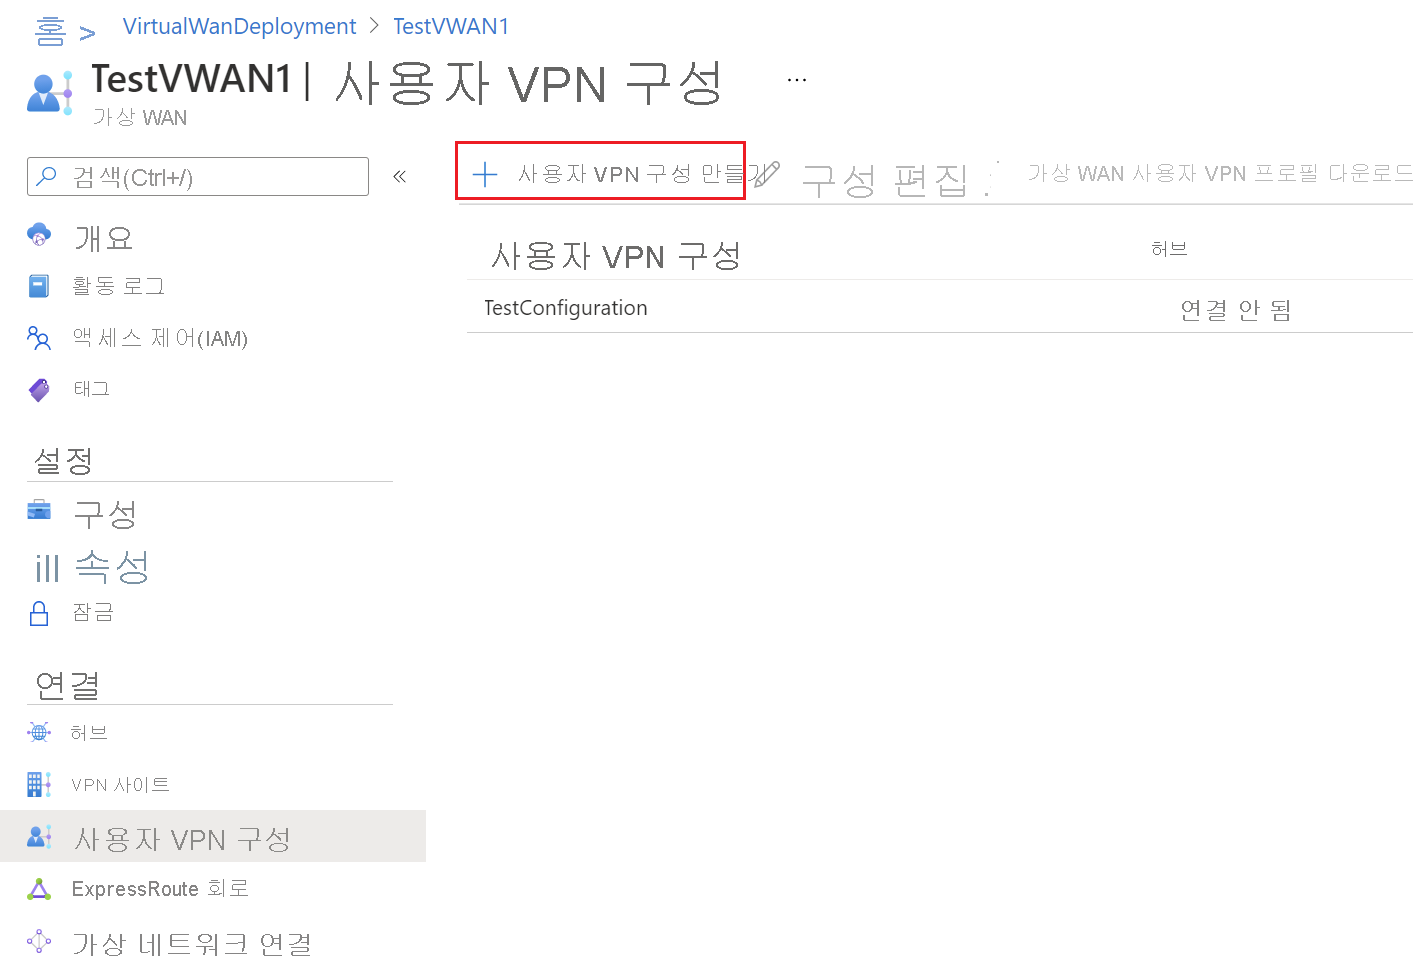 홈 > VirtualWanDeployment > TestVWAN1
TestVWAN1 | 사용자 VPN 구성 ...
가상 WAN
검색(Ctrl+/) «
+ 사용자 VPN 구성 만들기 구성 편집 가상 WAN 사용자 VPN 프로필 다운로드
개요
활동 로그
액세스 제어(IAM)
태그
설정
구성
속성
잠금
연결
허브
VPN 사이트
사용자 VPN 구성
ExpressRoute 회로
가상 네트워크 연결
사용자 VPN 구성 허브
TestConfiguration 연결 안 됨